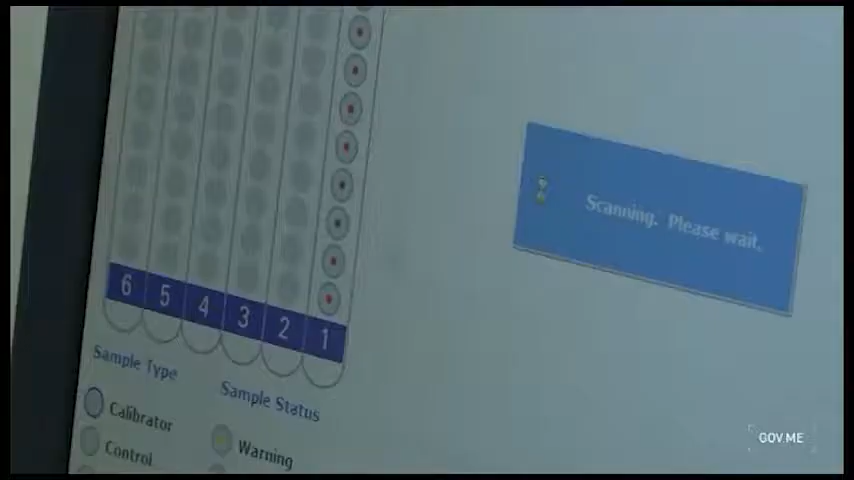 Scanning. Please wait.
6 5 4 3 2 1
Sample Type
Sample Status
Calibrator
Warning
Control
GOV.ME